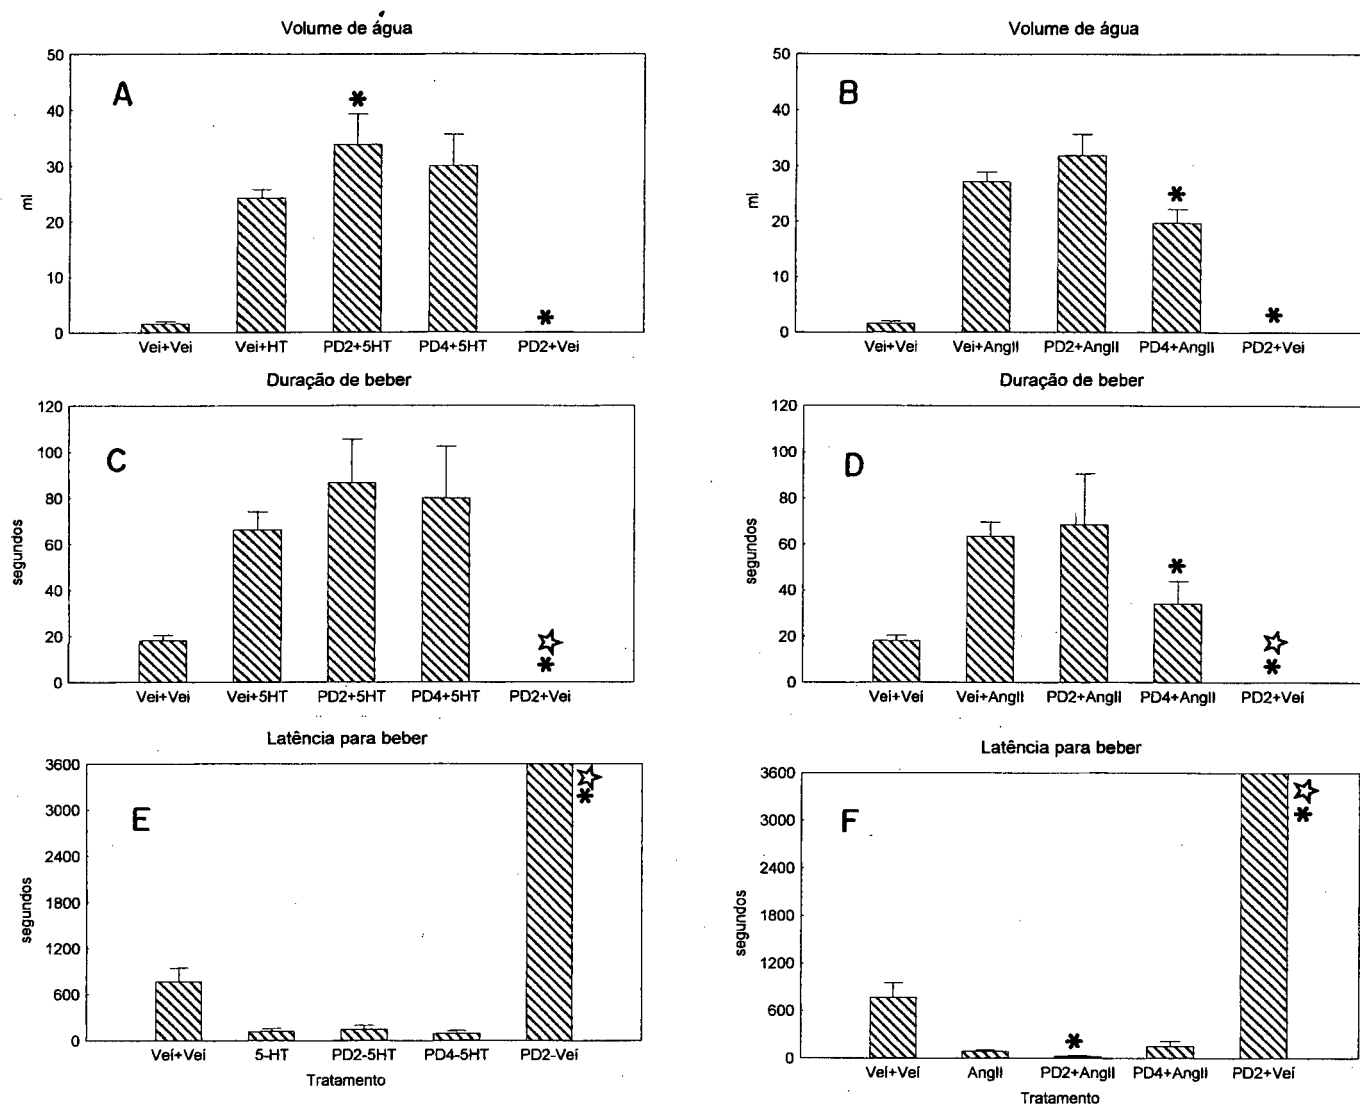 Volume de água
50
40
30
20
10
0
ml
A
*
*
Vei+Vei Vei+HT PD2+5HT PD4+5HT PD2+Vei
Volume de água
50
40
30
20
10
0
ml
B
*
*
Vei+Vei Vei+AngII PD2+AngII PD4+AngII PD2+Vei
Duração de beber
120
100
80
60
40
20
0
segundos
C
*
Vei+Vei Vei+5HT PD2+5HT PD4+5HT PD2+Vei
Duração de beber
120
100
80
60
40
20
0
segundos
D
*
*
Vei+Vei Vei+AngII PD2+AngII PD4+AngII PD2+Vei
Latência para beber
3600
3000
2400
1800
1200
600
0
segundos
E
*
Vei+Vei 5-HT PD2-5HT PD4-5HT PD2-Vei
Tratamento
Latência para beber
3600
3000
2400
1800
1200
600
0
segundos
F
*
*
Vei+Vei AngII PD2+AngII PD4+AngII PD2+Vei
Tratamento